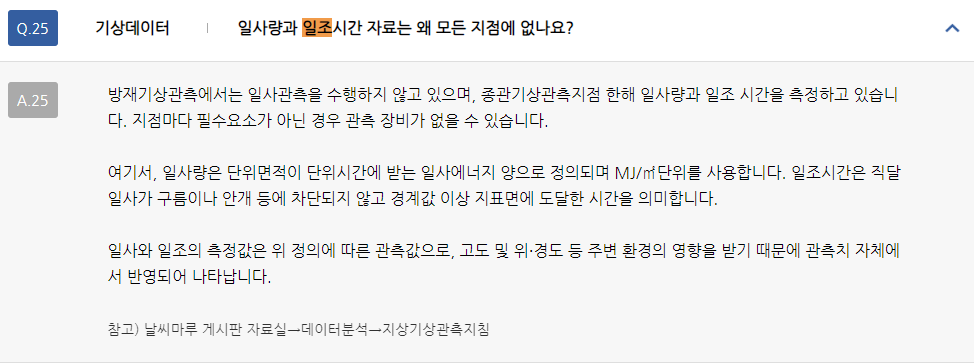 Q.25 기상데이터 일사량과 일조시간 자료는 왜 모든 지점에 없나요?
A.25
방재기상관측에서는 일사관측을 수행하지 않고 있으며, 종관기상관측지점 한해 일사량과 일조 시간을 측정하고 있습니
다. 지점마다 필수요소가 아닌 경우 관측 장비가 없을 수 있습니다.
여기서, 일사량은 단위면적이 단위시간에 받는 일사에너지 양으로 정의되며 MJ/㎡단위를 사용합니다. 일조시간은 직달
일사가 구름이나 안개 등에 차단되지 않고 경계값 이상 지표면에 도달한 시간을 의미합니다.
일사와 일조의 측정값은 위 정의에 따른 관측값으로, 고도 및 위·경도 등 주변 환경의 영향을 받기 때문에 관측치 자체에
서 반영되어 나타납니다.
참고) 날씨마루 게시판 자료실→데이터분석→지상기상관측지침